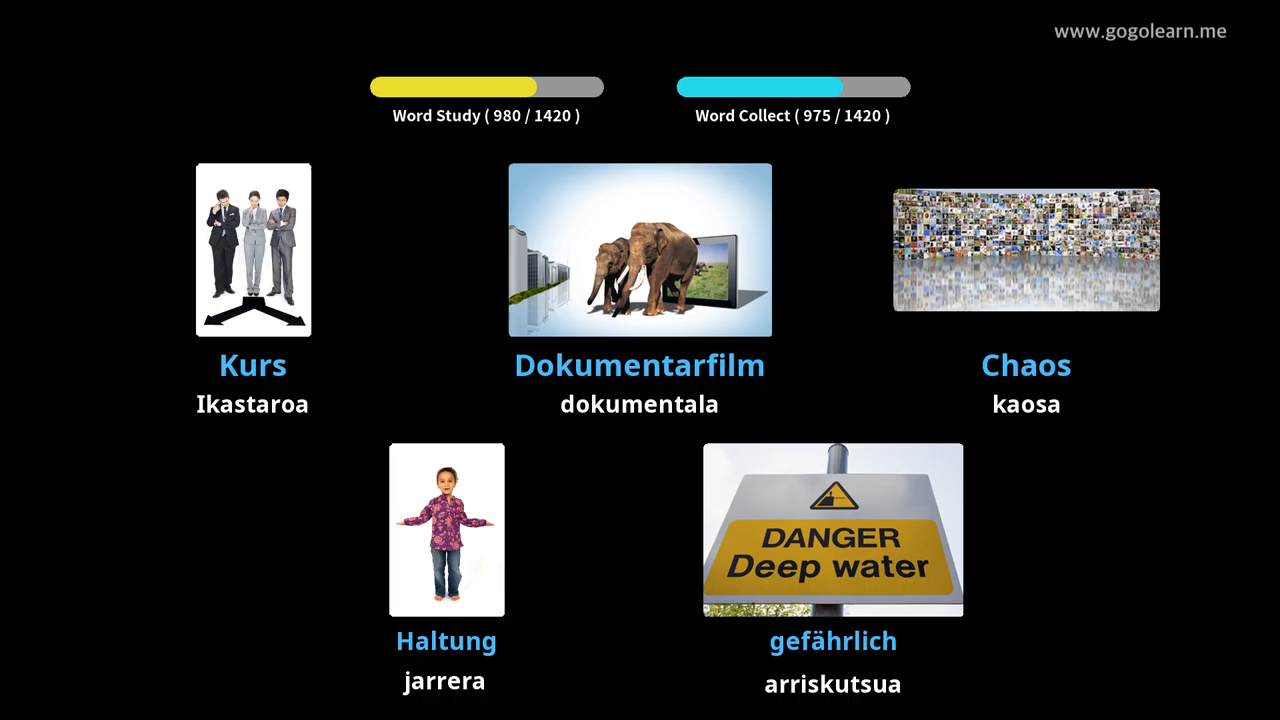 www.gogolearn.me
Word Study ( 980 / 1420 )
Word Collect ( 975 / 1420 )
Kurs
Ikastaroa
Dokumentarfilm
dokumentala
Chaos
kaosa
DANGER
Deep water
Haltung
jarrera
gefährlich
arriskutsua